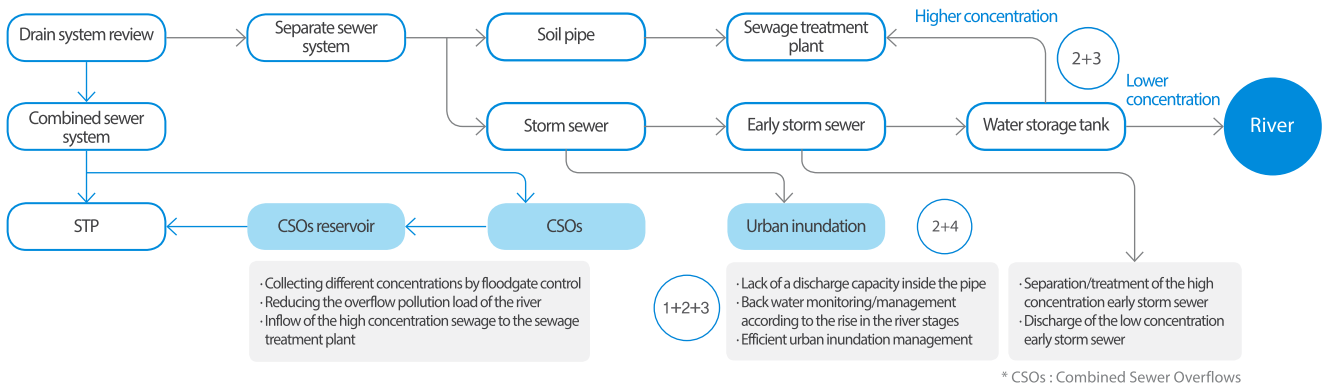 Drain system review
Separate sewer
system
Soil pipe
Sewage treatment
plant
Higher concentration
2+3
Lower
concentration
Combined sewer
system
Storm sewer
Early storm sewer
Water storage tank
River
STP
CSOs reservoir
CSOs
Urban inundation
2+4
· Collecting different concentrations by floodgate control
· Reducing the overflow pollution load of the river
· Inflow of the high concentration sewage to the sewage
treatment plant
1+2+3
· Lack of a discharge capacity inside the pipe
· Back water monitoring/management
according to the rise in the river stages
· Efficient urban inundation management
· Separation/treatment of the high
concentration early storm sewer
· Discharge of the low concentration
early storm sewer
* CSOs : Combined Sewer Overflows